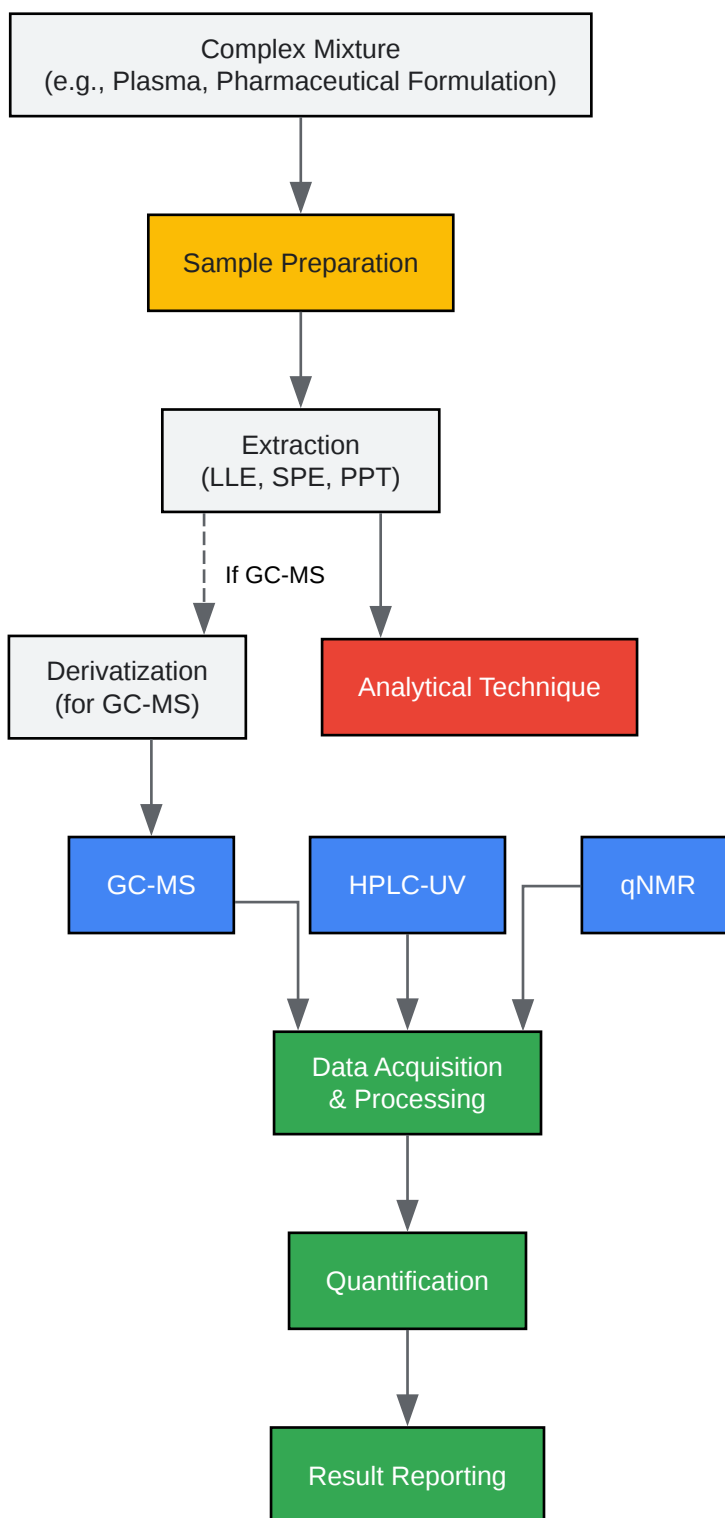 Complex Mixture
(e.g., Plasma, Pharmaceutical Formulation)
Sample Preparation
Extraction
(LLE, SPE, PPT)
If GC-MS
Derivatization
(for GC-MS)
Analytical Technique
GC-MS
HPLC-UV
qNMR
Data Acquisition
& Processing
Quantification
Result Reporting